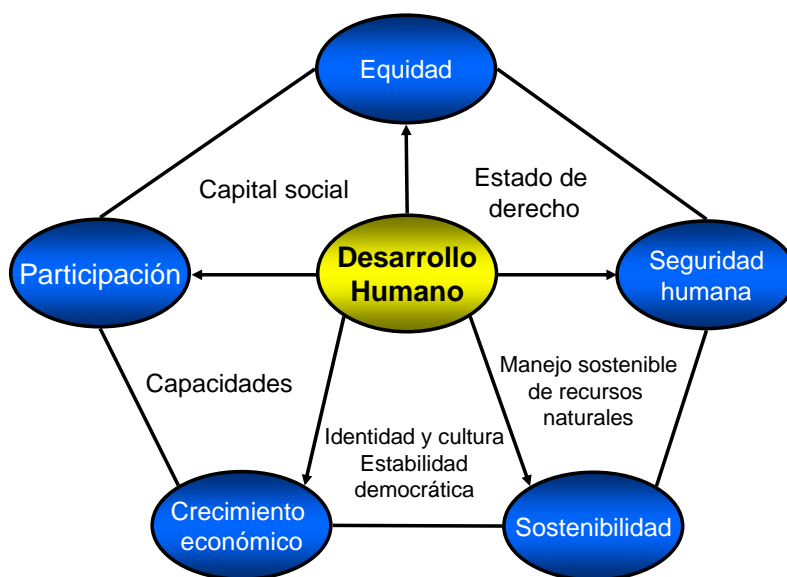 Equidad
Capital social
Estado de
derecho
Participación
Desarrollo
Humano
Seguridad
humana
Capacidades
Manejo sostenible
de recursos
naturales
Identidad y cultura
Estabilidad
democrática
Crecimiento
económico
Sostenibilidad